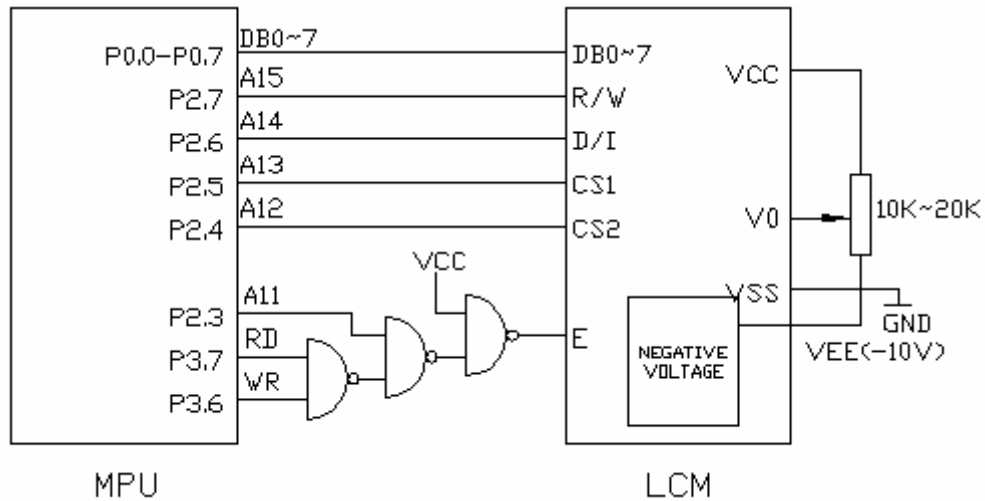 P0.0-P0.7
DB0~7
DB0~7
VCC
A15
P2.7
R/W
A14
P2.6
D/I
A13
P2.5
CS1
A12
P2.4
CS2
V0
10K~20K
VCC
A11
P2.3
RD
P3.7
WR
P3.6
E
VSS
GND
VEE(-10V)
NEGATIVE
VOLTAGE
MPU
LCM